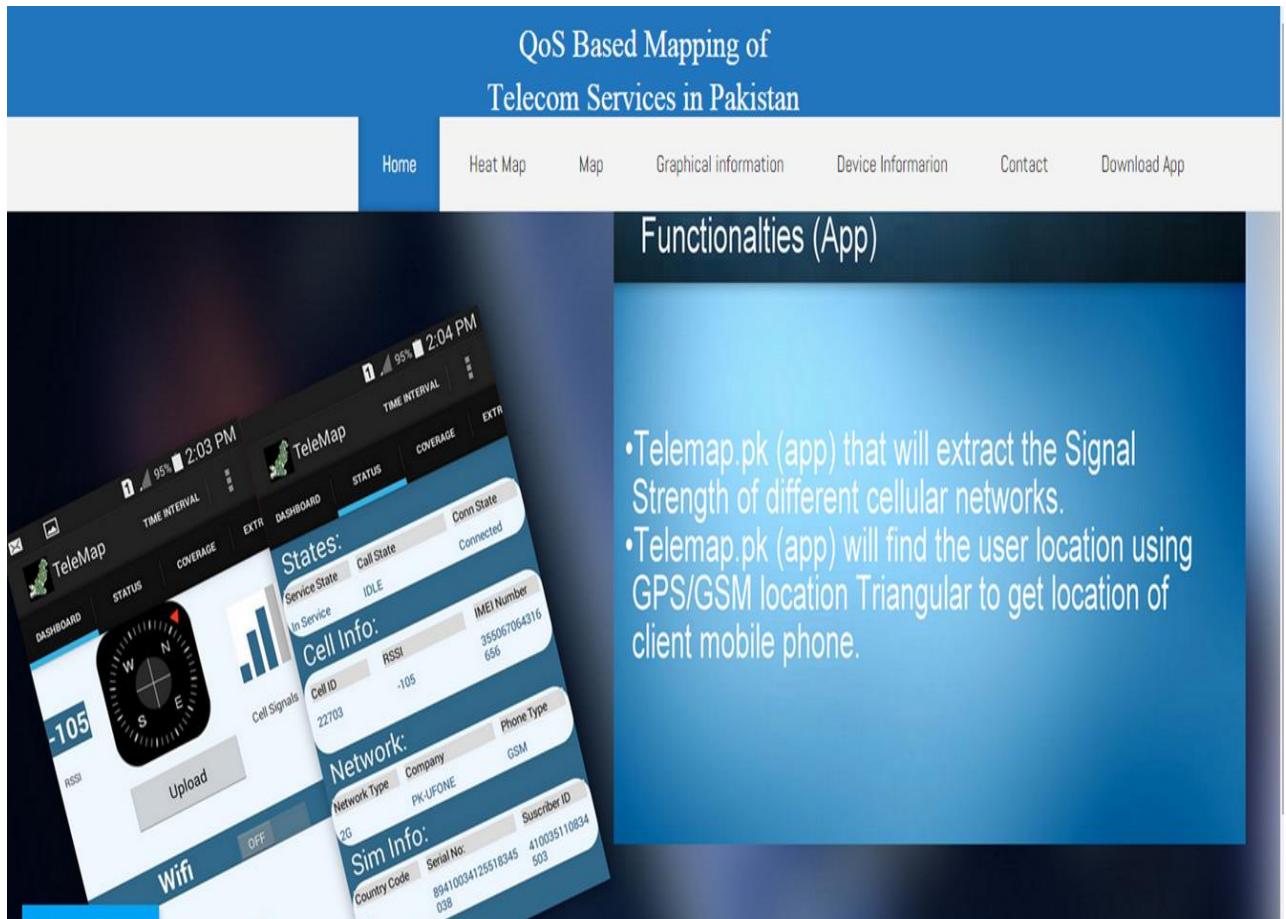 QoS Based Mapping of
Telecom Services in Pakistan
Home Heat Map Map Graphical information Device Informarion Contact Download App
Functionalties (App)
•Telemap.pk (app) that will extract the Signal
Strength of different cellular networks.
•Telemap.pk (app) will find the user location using
GPS/GSM location Triangular to get location of
client mobile phone.
1 95% 2:03 PM
TeleMap TIME INTERVAL
DASHBOARD STATUS COVERAGE EXTR
-105
RSSI
W N
S E
Cell Signals
Upload
Wifi OFF
1 95% 2:04 PM
TeleMap TIME INTERVAL
DASHBOARD STATUS COVERAGE EXTR
States:
Service State Call State Conn State
In Service IDLE Connected
Cell Info:
Cell ID RSSI IMEI Number
22703 -105 355067064316
656
Network:
Network Type Company Phone Type
2G PK-UFONE GSM
Sim Info:
Country Code Serial No: Suscriber ID
89410034125518345 410035110834
038 503